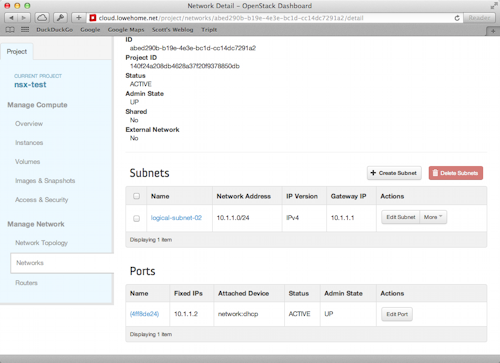 Network Detail – OpenStack Dashboard
cloud.lowehome.net/project/networks/abed290b-b19e-4e3e-bc1d-cc14dc7291a2/detail
Reader
DuckDuckGo Google Google Maps Scott's Weblog TripIt
Project
CURRENT PROJECT
nsx-test
Manage Compute
Overview
Instances
Volumes
Images & Snapshots
Access & Security
Manage Network
Network Topology
Networks
Routers
ID
abed290b-b19e-4e3e-bc1d-cc14dc7291a2
Project ID
140f24a208db4628a37f20f9378850db
Status
ACTIVE
Admin State
UP
Shared
No
External Network
No
Subnets
+ Create Subnet Delete Subnets
Name Network Address IP Version Gateway IP Actions
logical-subnet-02 10.1.1.0/24 IPv4 10.1.1.1 Edit Subnet More
Displaying 1 item
Ports
Name Fixed IPs Attached Device Status Admin State Actions
(4ff8de24) 10.1.1.2 network:dhcp ACTIVE UP Edit Port
Displaying 1 item